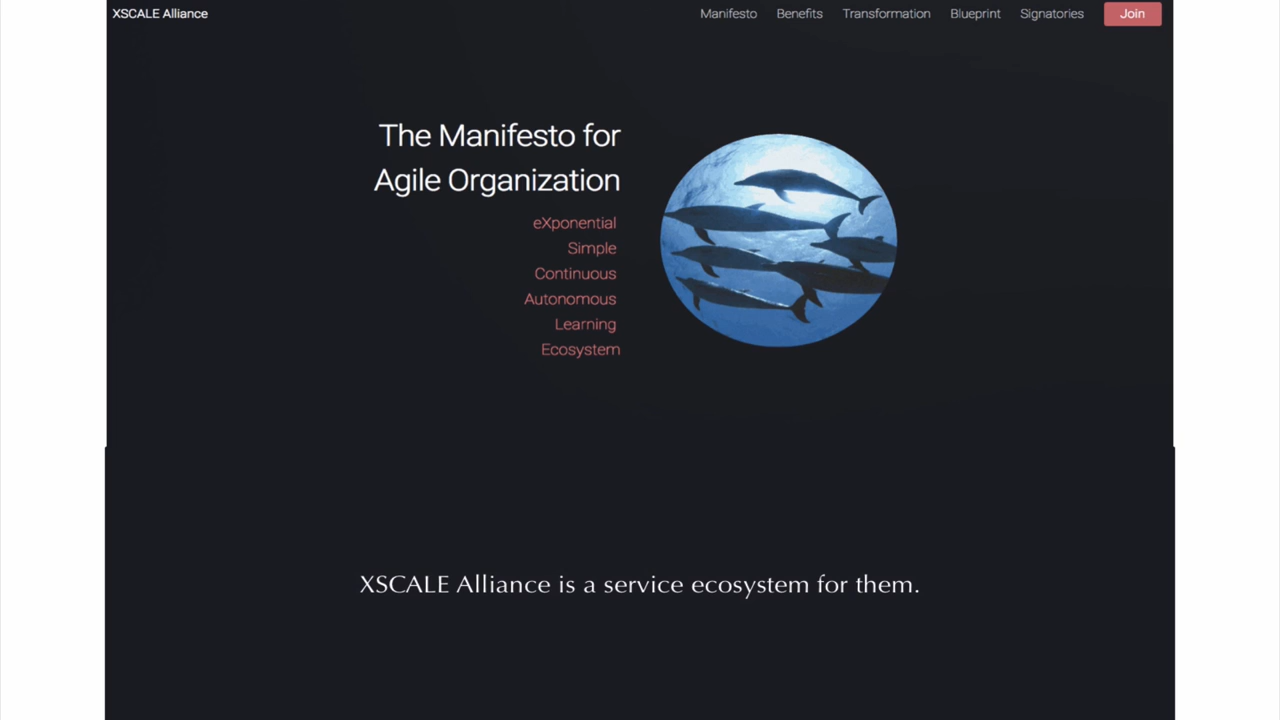 XSCALE Alliance
Manifesto Benefits Transformation Blueprint Signatories Join
The Manifesto for
Agile Organization
eXponential
Simple
Continuous
Autonomous
Learning
Ecosystem
XSCALE Alliance is a service ecosystem for them.